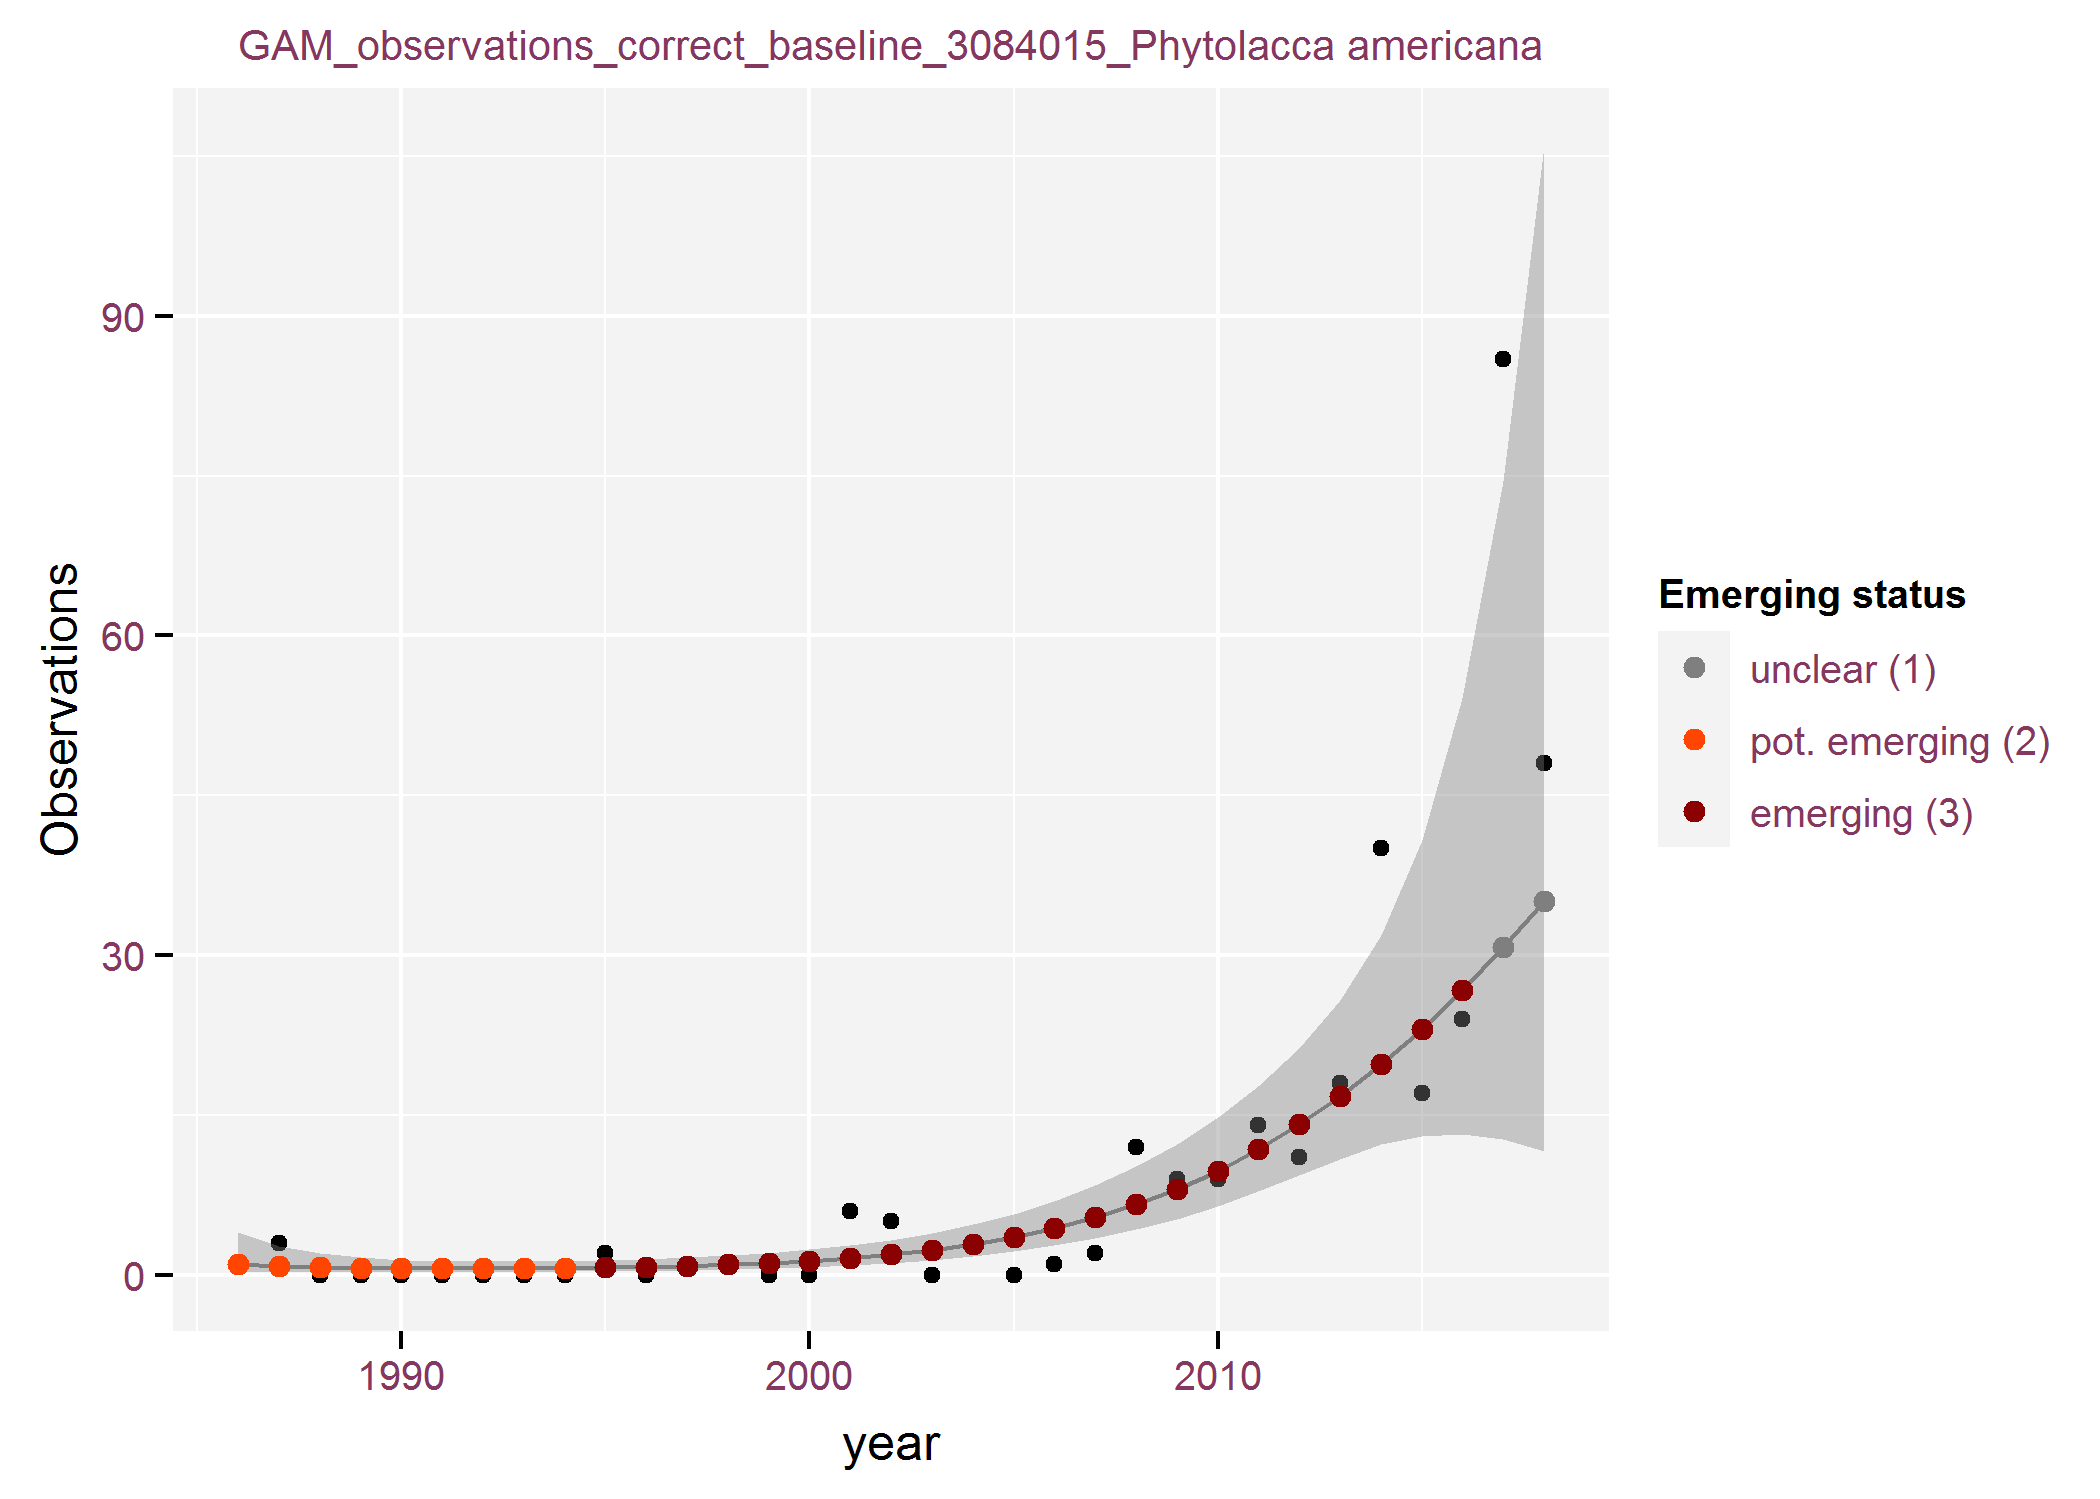 GAM_observations_correct_baseline_3084015_Phytolacca americana
Observations
90
60
30
0
1990
2000
2010
year
Emerging status
unclear (1)
pot. emerging (2)
emerging (3)